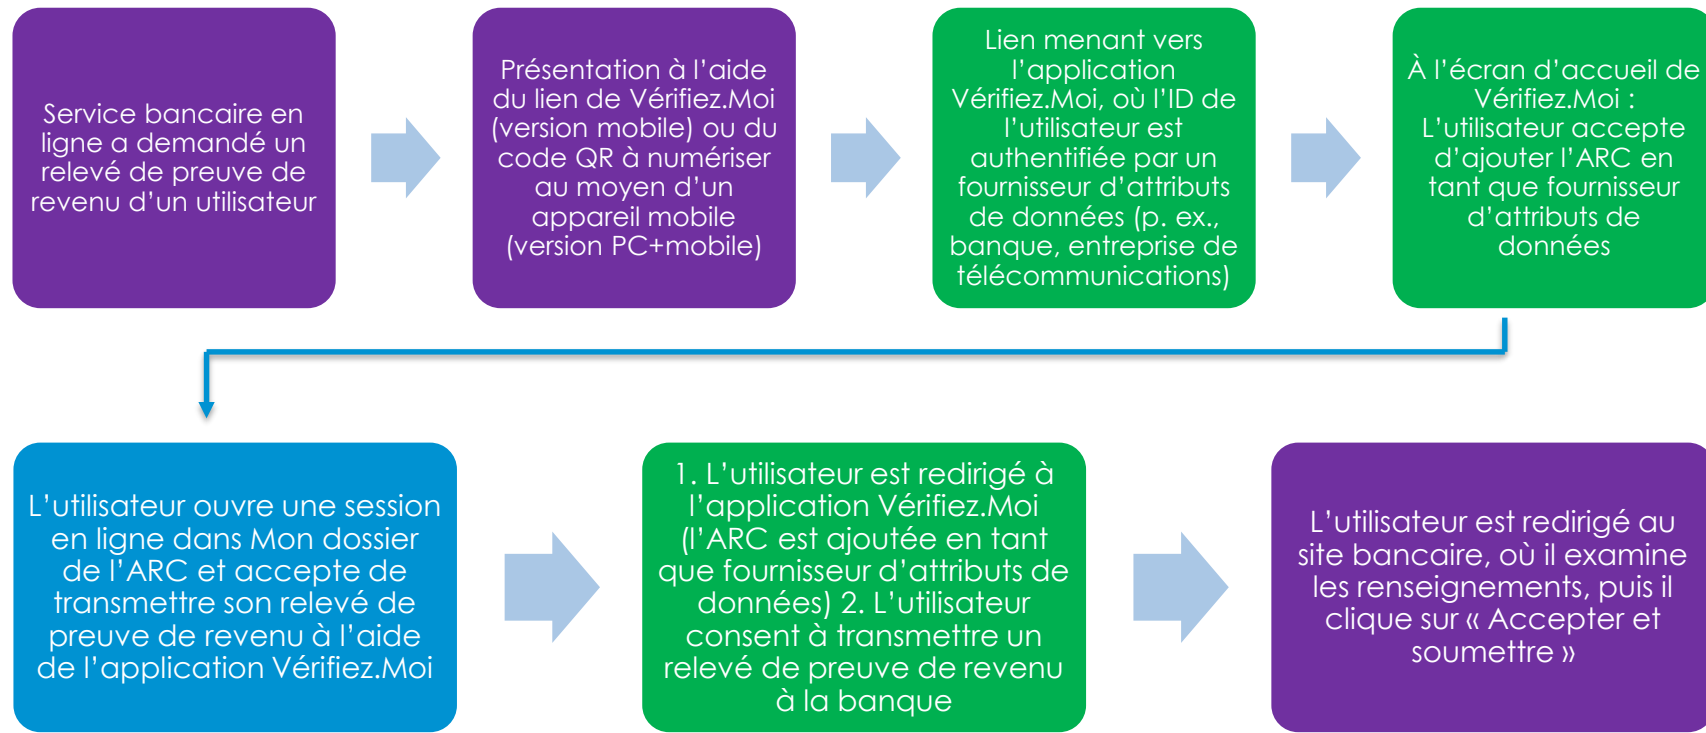 Service bancaire en
ligne a demandé un
relevé de preuve de
revenu d’un utilisateur
Présentation à l’aide
du lien de Vérifiez.Moi
(version mobile) ou du
code QR à numériser
au moyen d’un
appareil mobile
(version PC+mobile)
Lien menant vers
l’application
Vérifiez.Moi, où l’ID de
l’utilisateur est
authentifiée par un
fournisseur d’attributs
de données (p. ex.,
banque, entreprise de
télécommunications)
À l’écran d’accueil de
Vérifiez.Moi :
L’utilisateur accepte
d’ajouter l’ARC en
tant que fournisseur
d’attributs de
données
L’utilisateur ouvre une session
en ligne dans Mon dossier
de l’ARC et accepte de
transmettre son relevé de
preuve de revenu à l’aide
de l’application Vérifiez.Moi
1. L’utilisateur est redirigé à
l’application Vérifiez.Moi
(l’ARC est ajoutée en tant
que fournisseur d’attributs de
données) 2. L’utilisateur
consent à transmettre un
relevé de preuve de revenu
à la banque
L’utilisateur est redirigé au
site bancaire, où il examine
les renseignements, puis il
clique sur « Accepter et
soumettre »